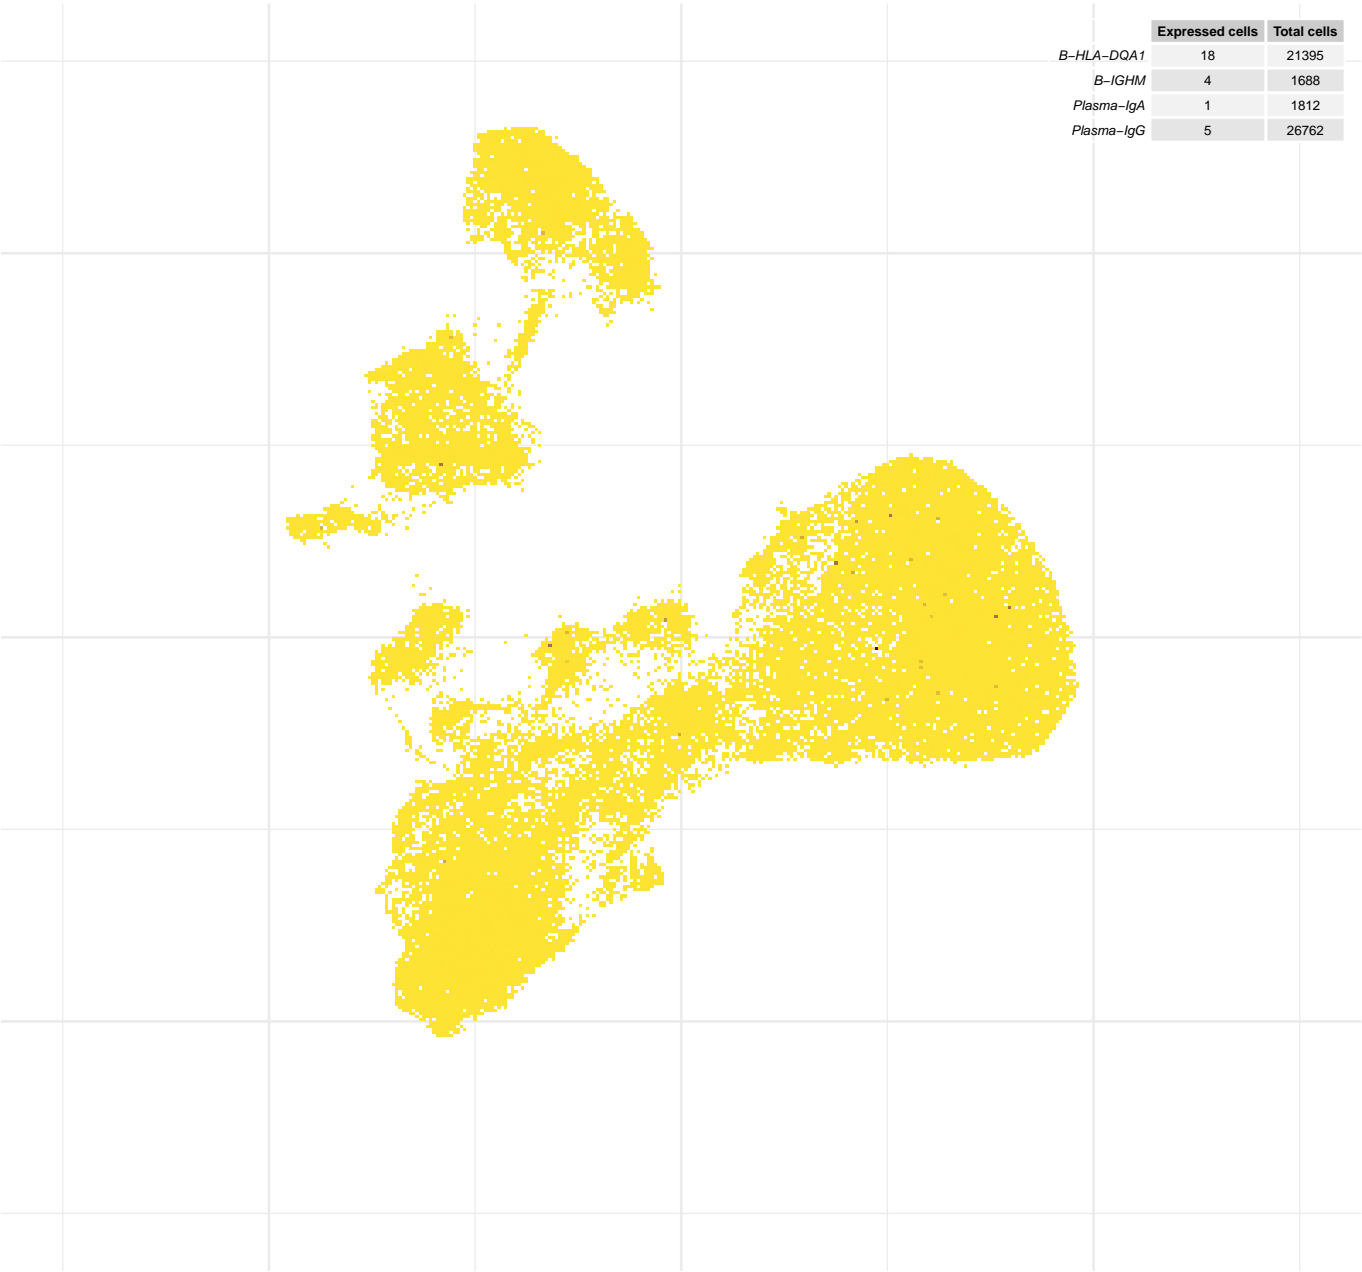 Expressed cells Total cells
B−HLA−DQA1 18 21395
B−IGHM 4 1688
Plasma−IgA 1 1812
Plasma−IgG 5 26762